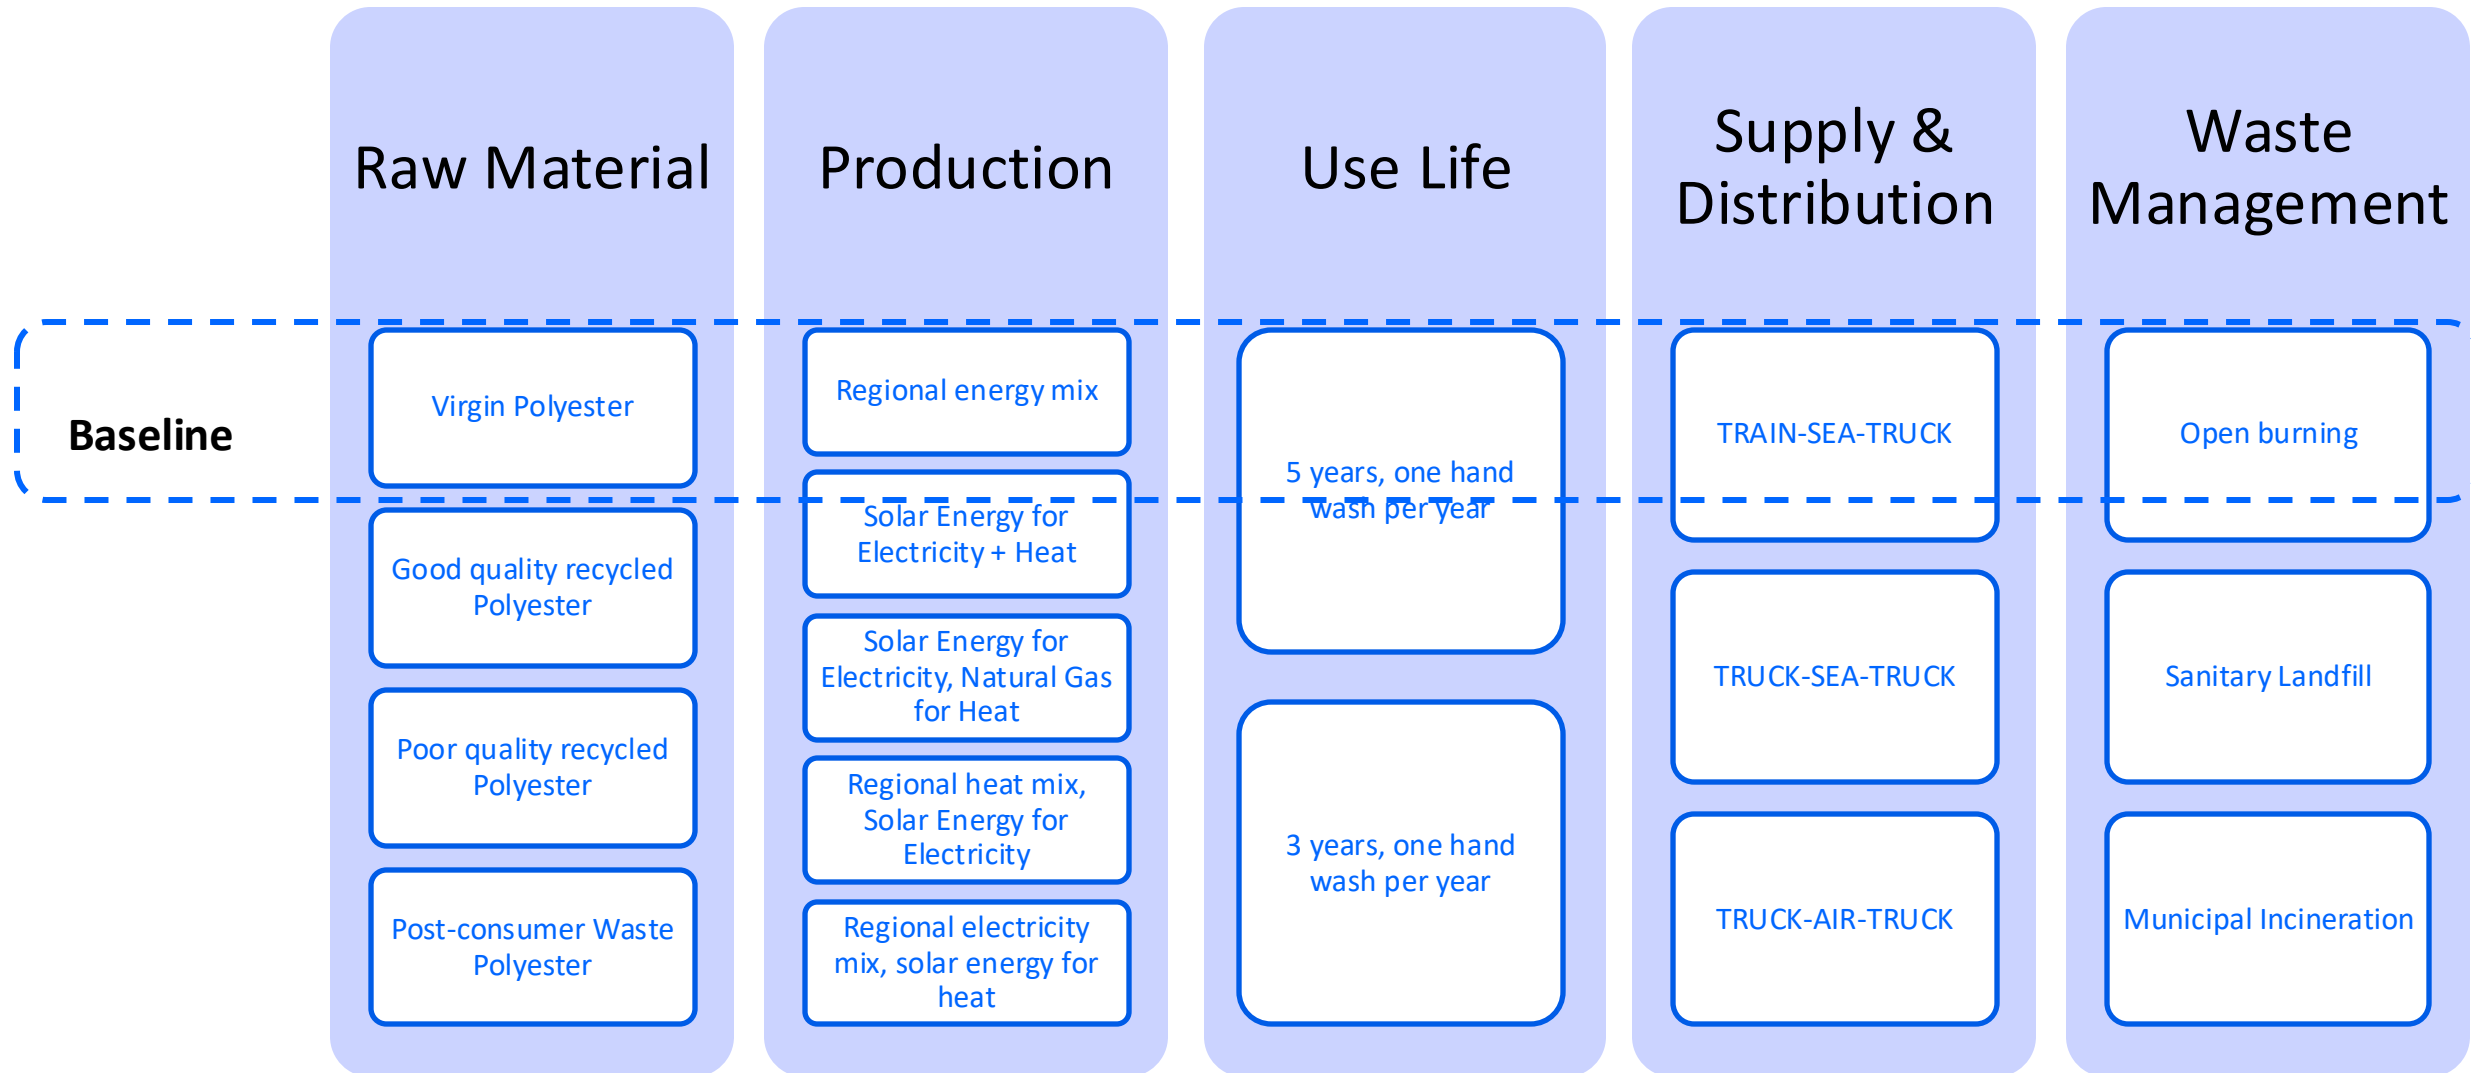 Raw Material
Production
Use Life
Supply &
Distribution
Waste
Management
Baseline
Virgin Polyester
Good quality recycled
Polyester
Poor quality recycled
Polyester
Post-consumer Waste
Polyester
Regional energy mix
Solar Energy for
Electricity + Heat
Solar Energy for
Electricity, Natural Gas
for Heat
Regional heat mix,
Solar Energy for
Electricity
Regional electricity
mix, solar energy for
heat
5 years, one hand
wash per year
3 years, one hand
wash per year
TRAIN-SEA-TRUCK
TRUCK-SEA-TRUCK
TRUCK-AIR-TRUCK
Open burning
Sanitary Landfill
Municipal Incineration